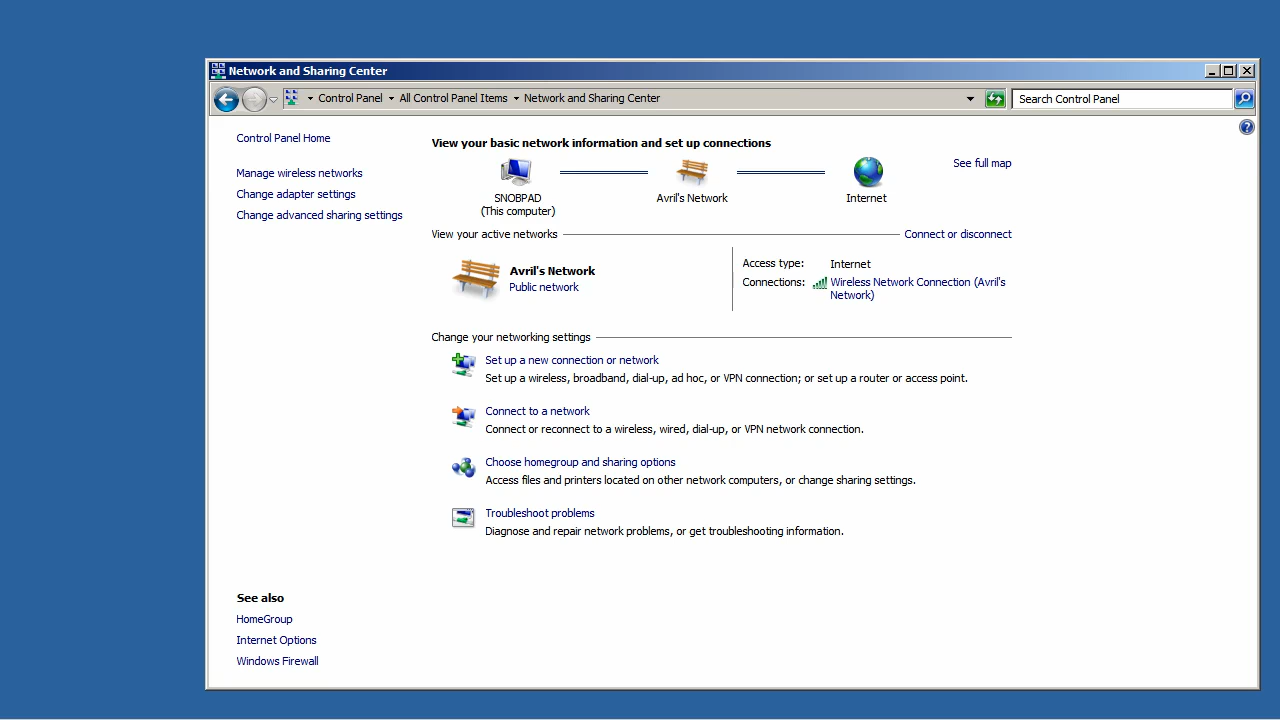 Network and Sharing Center
Control Panel
All Control Panel Items
Network and Sharing Center
Search Control Panel
Control Panel Home
Manage wireless networks
Change adapter settings
Change advanced sharing settings
View your basic network information and set up connections
See full map
SNOBPAD
(This computer)
Avril's Network
Internet
View your active networks
Connect or disconnect
Avril's Network
Public network
Access type:
Internet
Connections:
Wireless Network Connection (Avril's
Network)
Change your networking settings
Set up a new connection or network
Set up a wireless, broadband, dial-up, ad hoc, or VPN connection; or set up a router or access point.
Connect to a network
Connect or reconnect to a wireless, wired, dial-up, or VPN network connection.
Choose homegroup and sharing options
Access files and printers located on other network computers, or change sharing settings.
Troubleshoot problems
Diagnose and repair network problems, or get troubleshooting information.
See also
HomeGroup
Internet Options
Windows Firewall